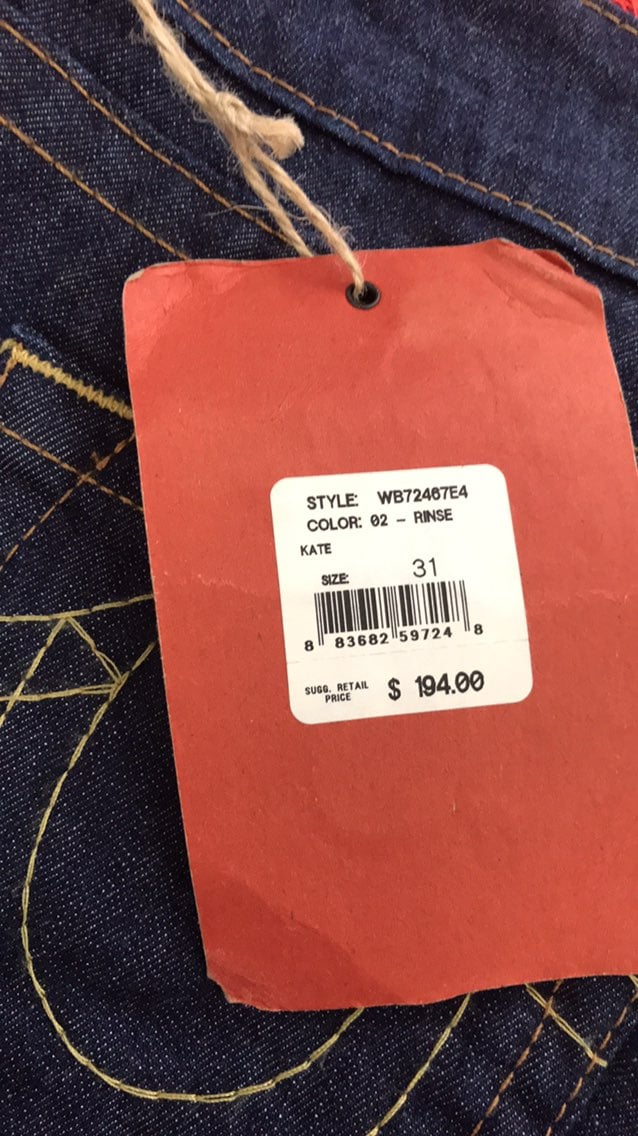 STYLE: WB72467E4
COLOR: 02 - RINSE
KATE
SIZE: 31
8 83682 59724 8
SUGG. RETAIL PRICE $ 194.00